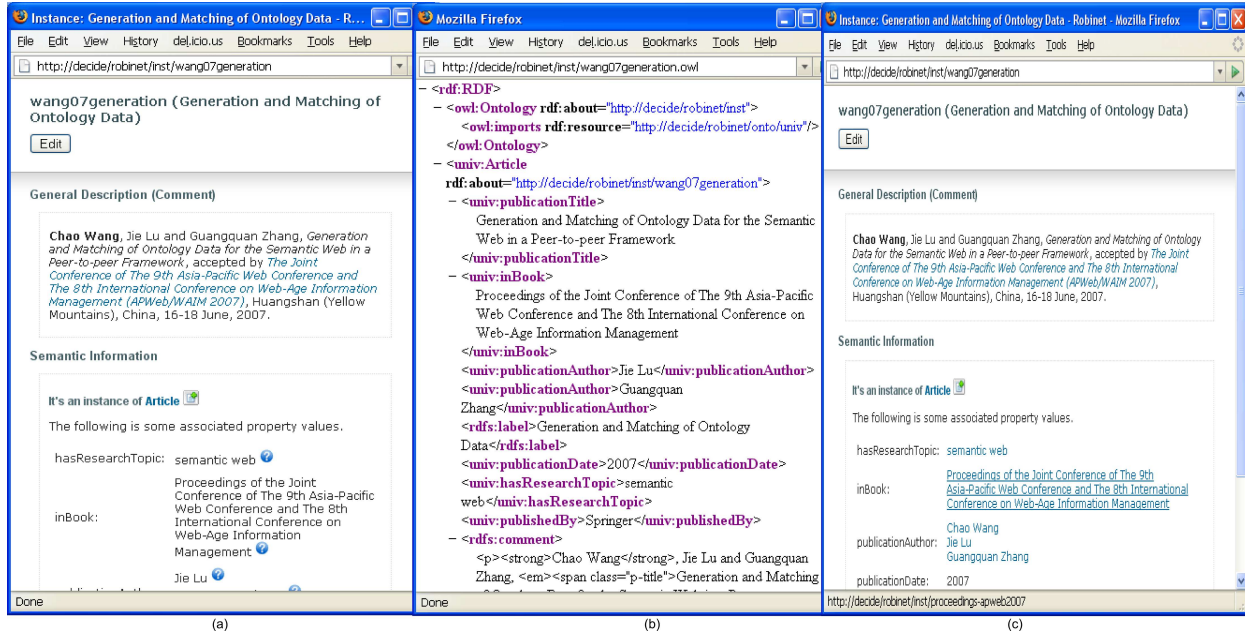 Instance: Generation and Matching of Ontology Data - R...
File Edit View History del.icio.us Bookmarks Tools Help
http://decide/robinet/inst/wang07generation
wang07generation (Generation and Matching of
Ontology Data)
Edit
General Description (Comment)
Chao Wang, Jie Lu and Guangquan Zhang, Generation
and Matching of Ontology Data for the Semantic Web in a
Peer-to-peer Framework, accepted by The Joint
Conference of The 9th Asia-Pacific Web Conference and
The 8th International Conference on Web-Age Information
Management (APWeb/WAIM 2007), Huangshan (Yellow
Mountains), China, 16-18 June, 2007.
Semantic Information
It's an instance of Article
The following is some associated property values.
hasResearchTopic: semantic web
inBook:
Proceedings of the Joint
Conference of The 9th Asia-Pacific
Web Conference and The 8th
International Conference on
Web-Age Information
Management
Jie Lu
Done
(a)
Mozilla Firefox
File Edit View History del.icio.us Bookmarks Tools Help
http://decide/robinet/inst/wang07generation.owl
− <rdf:RDF>
− <owl:Ontology rdf:about="http://decide/robinet/inst">
<owl:imports rdf:resource="http://decide/robinet/onto/univ"/>
</owl:Ontology>
− <univ:Article
rdf:about="http://decide/robinet/inst/wang07generation">
− <univ:publicationTitle>
Generation and Matching of Ontology Data for the Semantic
Web in a Peer-to-peer Framework
</univ:publicationTitle>
− <univ:inBook>
Proceedings of the Joint Conference of The 9th Asia-Pacific
Web Conference and The 8th International Conference on
Web-Age Information Management
</univ:inBook>
<univ:publicationAuthor>Jie Lu</univ:publicationAuthor>
<univ:publicationAuthor>Guangquan
Zhang</univ:publicationAuthor>
<rdfs:label>Generation and Matching of Ontology
Data</rdfs:label>
<univ:publicationDate>2007</univ:publicationDate>
<univ:hasResearchTopic>semantic
web</univ:hasResearchTopic>
<univ:publishedBy>Springer</univ:publishedBy>
− <rdfs:comment>
<p><strong>Chao Wang</strong>, Jie Lu and Guangquan
Zhang, <em><span class="p-title">Generation and Matching
Done
(b)
Instance: Generation and Matching of Ontology Data - Robinet - Mozilla Firefox
File Edit View History del.icio.us Bookmarks Tools Help
http://decide/robinet/inst/wang07generation
wang07generation (Generation and Matching of Ontology Data)
Edit
General Description (Comment)
Chao Wang, Jie Lu and Guangquan Zhang, Generation and Matching of Ontology
Data for the Semantic Web in a Peer-to-peer Framework, accepted by The Joint
Conference of The 9th Asia-Pacific Web Conference and The 8th International
Conference on Web-Age Information Management (APWeb/WAIM 2007),
Huangshan (Yellow Mountains), China, 16-18 June, 2007.
Semantic Information
It's an instance of Article
The following is some associated property values.
hasResearchTopic: semantic web
inBook:
Proceedings of the Joint Conference of The 9th
Asia-Pacific Web Conference and The 8th International
Conference on Web-Age Information Management
publicationAuthor:
Chao Wang
Jie Lu
Guangquan Zhang
publicationDate: 2007
http://decide/robinet/inst/proceedings-apweb2007
(c)